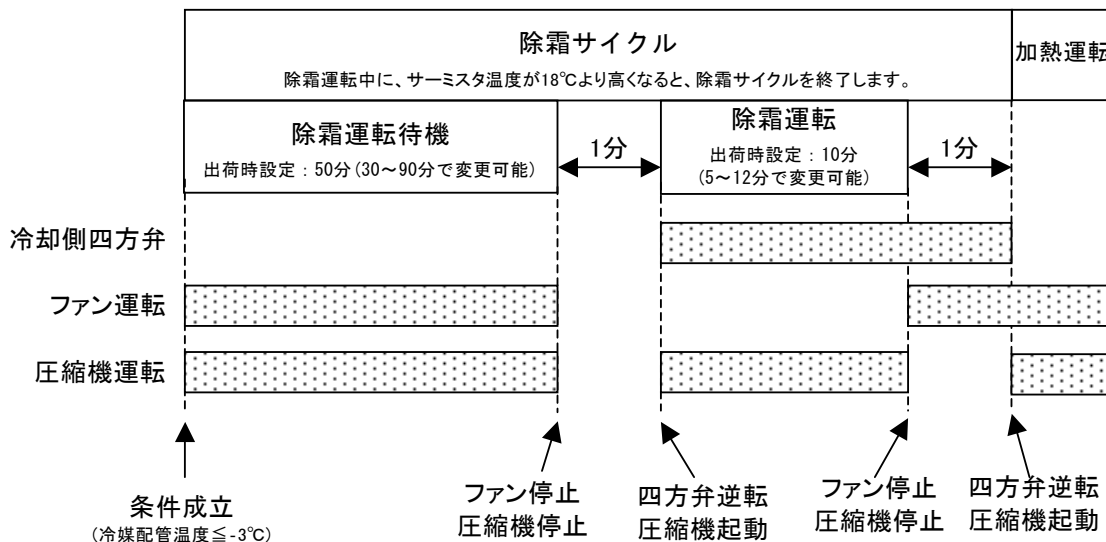 除霜サイクル
除霜運転中に、サーミスタ温度が18℃より高くなると、除霜サイクルを終了します。
加熱運転
除霜運転待機
出荷時設定：50分(30～90分で変更可能)
1分
除霜運転
出荷時設定：10分
(5～12分で変更可能)
1分
冷却側四方弁
ファン運転
圧縮機運転
条件成立
(冷媒配管温度≦-3℃)
ファン停止
圧縮機停止
四方弁逆転
圧縮機起動
ファン停止
圧縮機停止
四方弁逆転
圧縮機起動